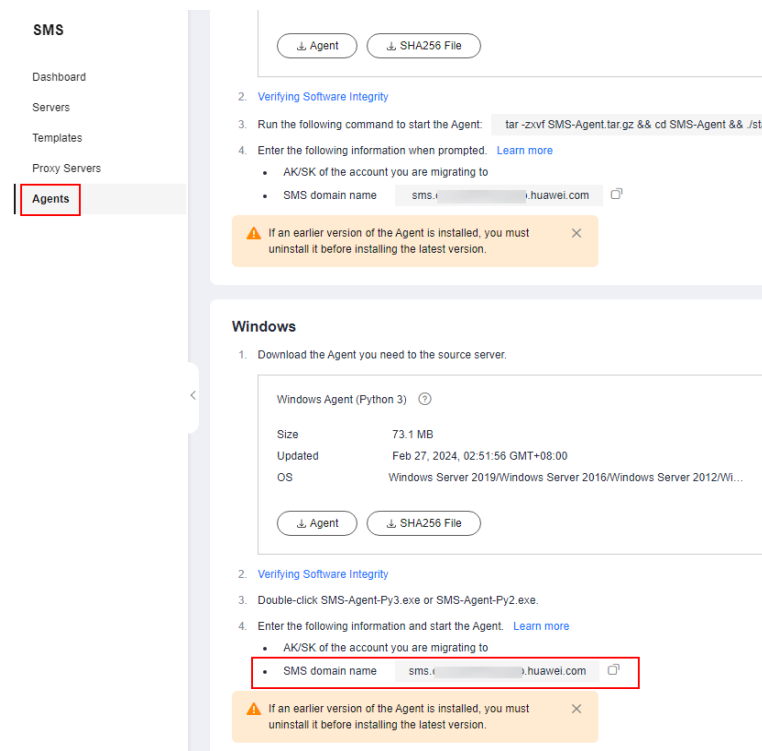 SMS
Dashboard
Servers
Templates
Proxy Servers
Agents
Agent
SHA256 File
2. Verifying Software Integrity
3. Run the following command to start the Agent: tar -zxvf SMS-Agent.tar.gz && cd SMS-Agent &&
4. Enter the following information when prompted. Learn more
• AK/SK of the account you are migrating to
• SMS domain name sms. .huawei.com
If an earlier version of the Agent is installed, you must
uninstall it before installing the latest version.
Windows
1. Download the Agent you need to the source server.
Windows Agent (Python 3)
Size 73.1 MB
Updated Feb 27, 2024, 02:51:56 GMT+08:00
OS Windows Server 2019/Windows Server 2016/Windows Server 2012/Wi...
Agent
SHA256 File
2. Verifying Software Integrity
3. Double-click SMS-Agent-Py3.exe or SMS-Agent-Py2.exe.
4. Enter the following information and start the Agent. Learn more
• AK/SK of the account you are migrating to
• SMS domain name sms. .huawei.com
If an earlier version of the Agent is installed, you must
uninstall it before installing the latest version.